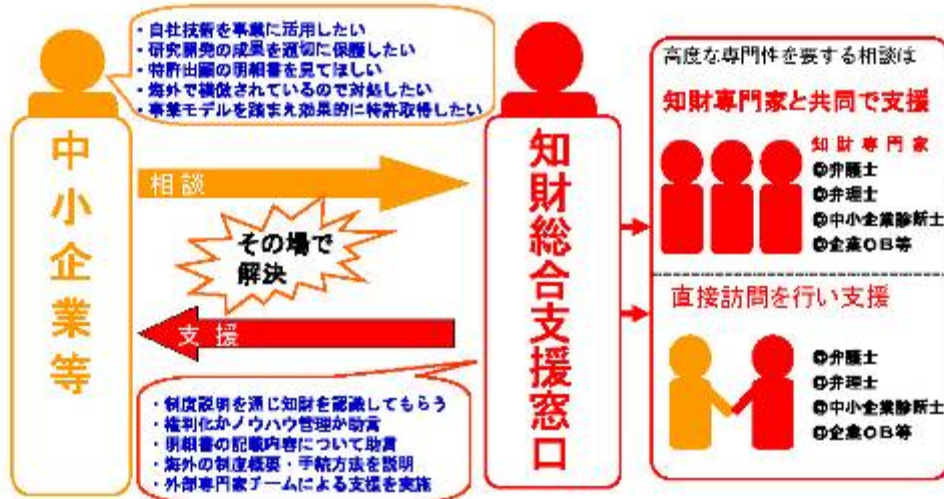 ・自社技術を事業に活用したい
・研究開発の成果を適切に保護したい
・特許出願の明細書を見てほしい
・海外で模倣されているので対処したい
・事業モデルを踏まえ効果的に特許取得したい
中小企業等
相談
その場で
解決
支援
・制度説明を通じ知財を認識してもらう
・権利化かノウハウ管理か助言
・明細書の記載内容について助言
・海外の制度概要・手続方法を説明
・外部専門家チームによる支援を実施
知財総合支援窓口
高度な専門性を要する相談は
知財専門家と共同で支援
知財専門家
◎弁護士
◎弁理士
◎中小企業診断士
◎企業OB等
直接訪問を行い支援
◎弁護士
◎弁理士
◎中小企業診断士
◎企業OB等